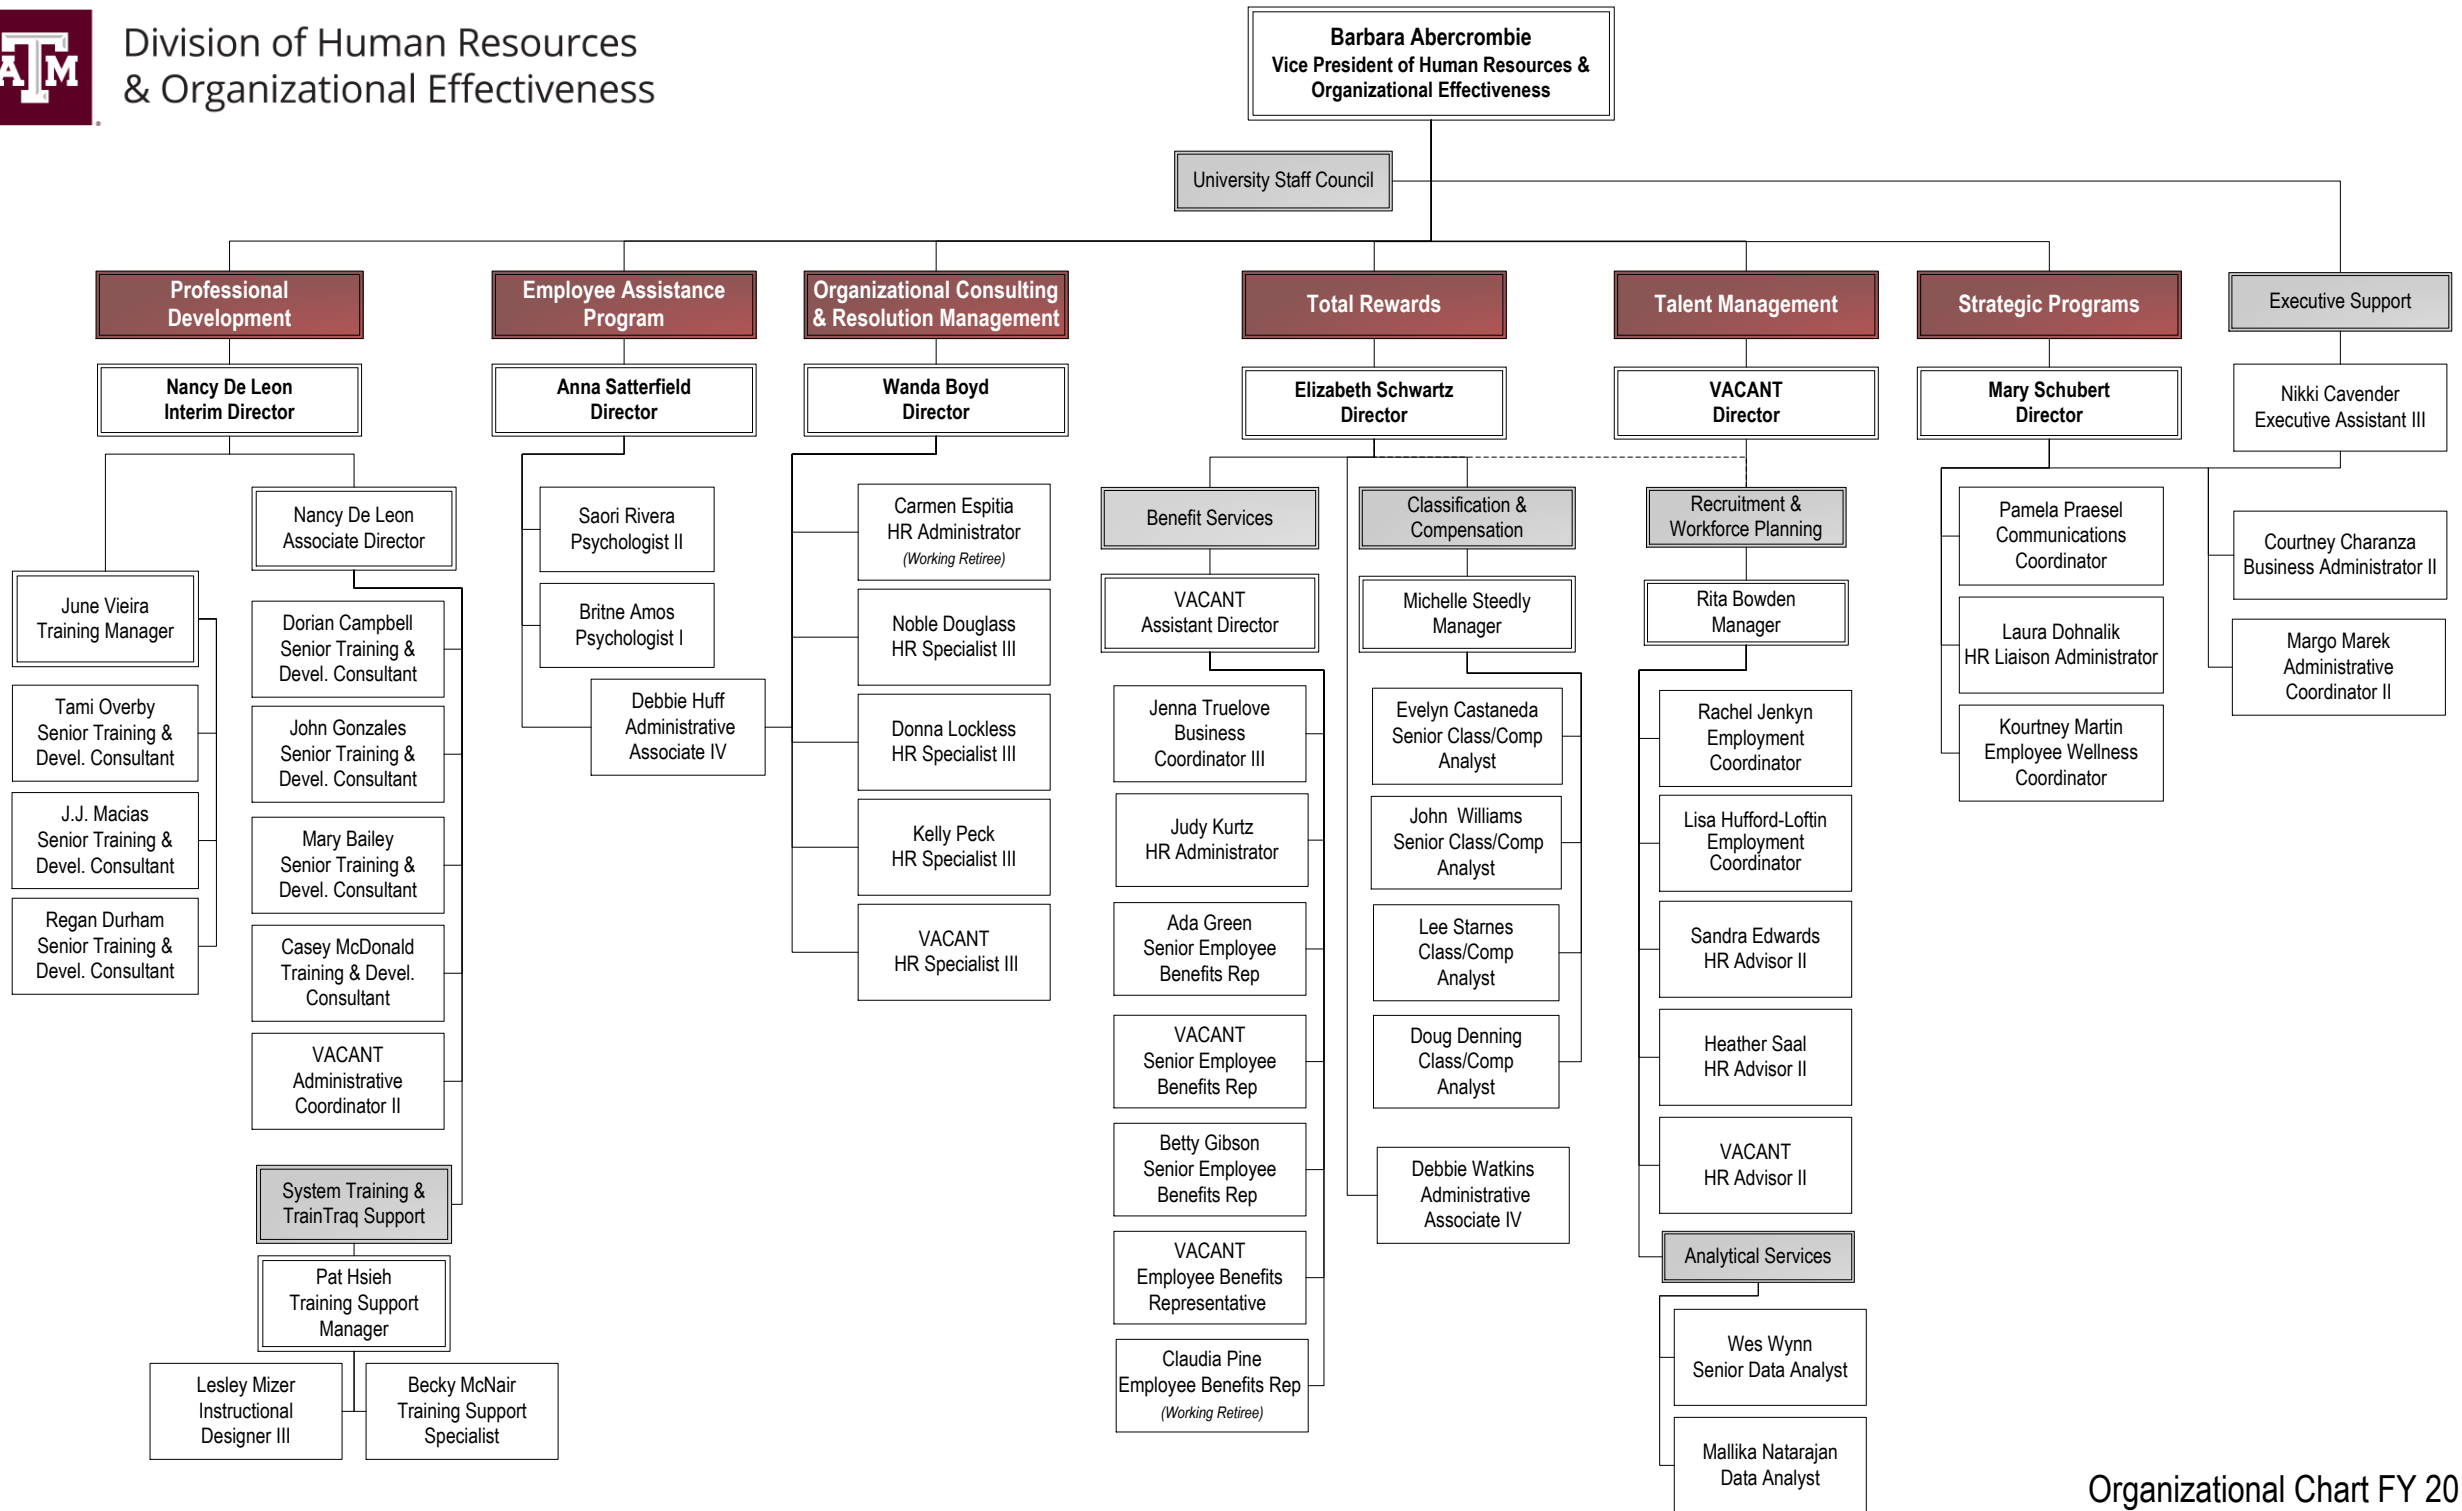 ATM
Division of Human Resources
& Organizational Effectiveness
Barbara Abercrombie
Vice President of Human Resources &
Organizational Effectiveness
University Staff Council
Professional
Development
Employee Assistance
Program
Organizational Consulting
& Resolution Management
Total Rewards
Talent Management
Strategic Programs
Executive Support
Nancy De Leon
Interim Director
Anna Satterfield
Director
Wanda Boyd
Director
Elizabeth Schwartz
Director
VACANT
Director
Mary Schubert
Director
Nikki Cavender
Executive Assistant III
Nancy De Leon
Associate Director
June Vieira
Training Manager
Tami Overby
Senior Training &
Devel. Consultant
J.J. Macias
Senior Training &
Devel. Consultant
Regan Durham
Senior Training &
Devel. Consultant
Dorian Campbell
Senior Training &
Devel. Consultant
John Gonzales
Senior Training &
Devel. Consultant
Mary Bailey
Senior Training &
Devel. Consultant
Casey McDonald
Training & Devel.
Consultant
VACANT
Administrative
Coordinator II
System Training &
TrainTraq Support
Pat Hsieh
Training Support
Manager
Lesley Mizer
Instructional
Designer III
Becky McNair
Training Support
Specialist
Saori Rivera
Psychologist II
Britne Amos
Psychologist I
Debbie Huff
Administrative
Associate IV
Carmen Espitia
HR Administrator
(Working Retiree)
Noble Douglass
HR Specialist III
Donna Lockless
HR Specialist III
Kelly Peck
HR Specialist III
VACANT
HR Specialist III
Benefit Services
VACANT
Assistant Director
Jenna Truelove
Business
Coordinator III
Judy Kurtz
HR Administrator
Ada Green
Senior Employee
Benefits Rep
VACANT
Senior Employee
Benefits Rep
Betty Gibson
Senior Employee
Benefits Rep
VACANT
Employee Benefits
Representative
Claudia Pine
Employee Benefits Rep
(Working Retiree)
Classification &
Compensation
Michelle Steedly
Manager
Evelyn Castaneda
Senior Class/Comp
Analyst
John Williams
Senior Class/Comp
Analyst
Lee Starnes
Class/Comp
Analyst
Doug Denning
Class/Comp
Analyst
Debbie Watkins
Administrative
Associate IV
Recruitment &
Workforce Planning
Rita Bowden
Manager
Rachel Jenkyn
Employment
Coordinator
Lisa Hufford-Loftin
Employment
Coordinator
Sandra Edwards
HR Advisor II
Heather Saal
HR Advisor II
VACANT
HR Advisor II
Analytical Services
Wes Wynn
Senior Data Analyst
Mallika Natarajan
Data Analyst
Pamela Praesel
Communications
Coordinator
Laura Dohnalik
HR Liaison Administrator
Kourtney Martin
Employee Wellness
Coordinator
Courtney Charanza
Business Administrator II
Margo Marek
Administrative
Coordinator II
Organizational Chart FY 20